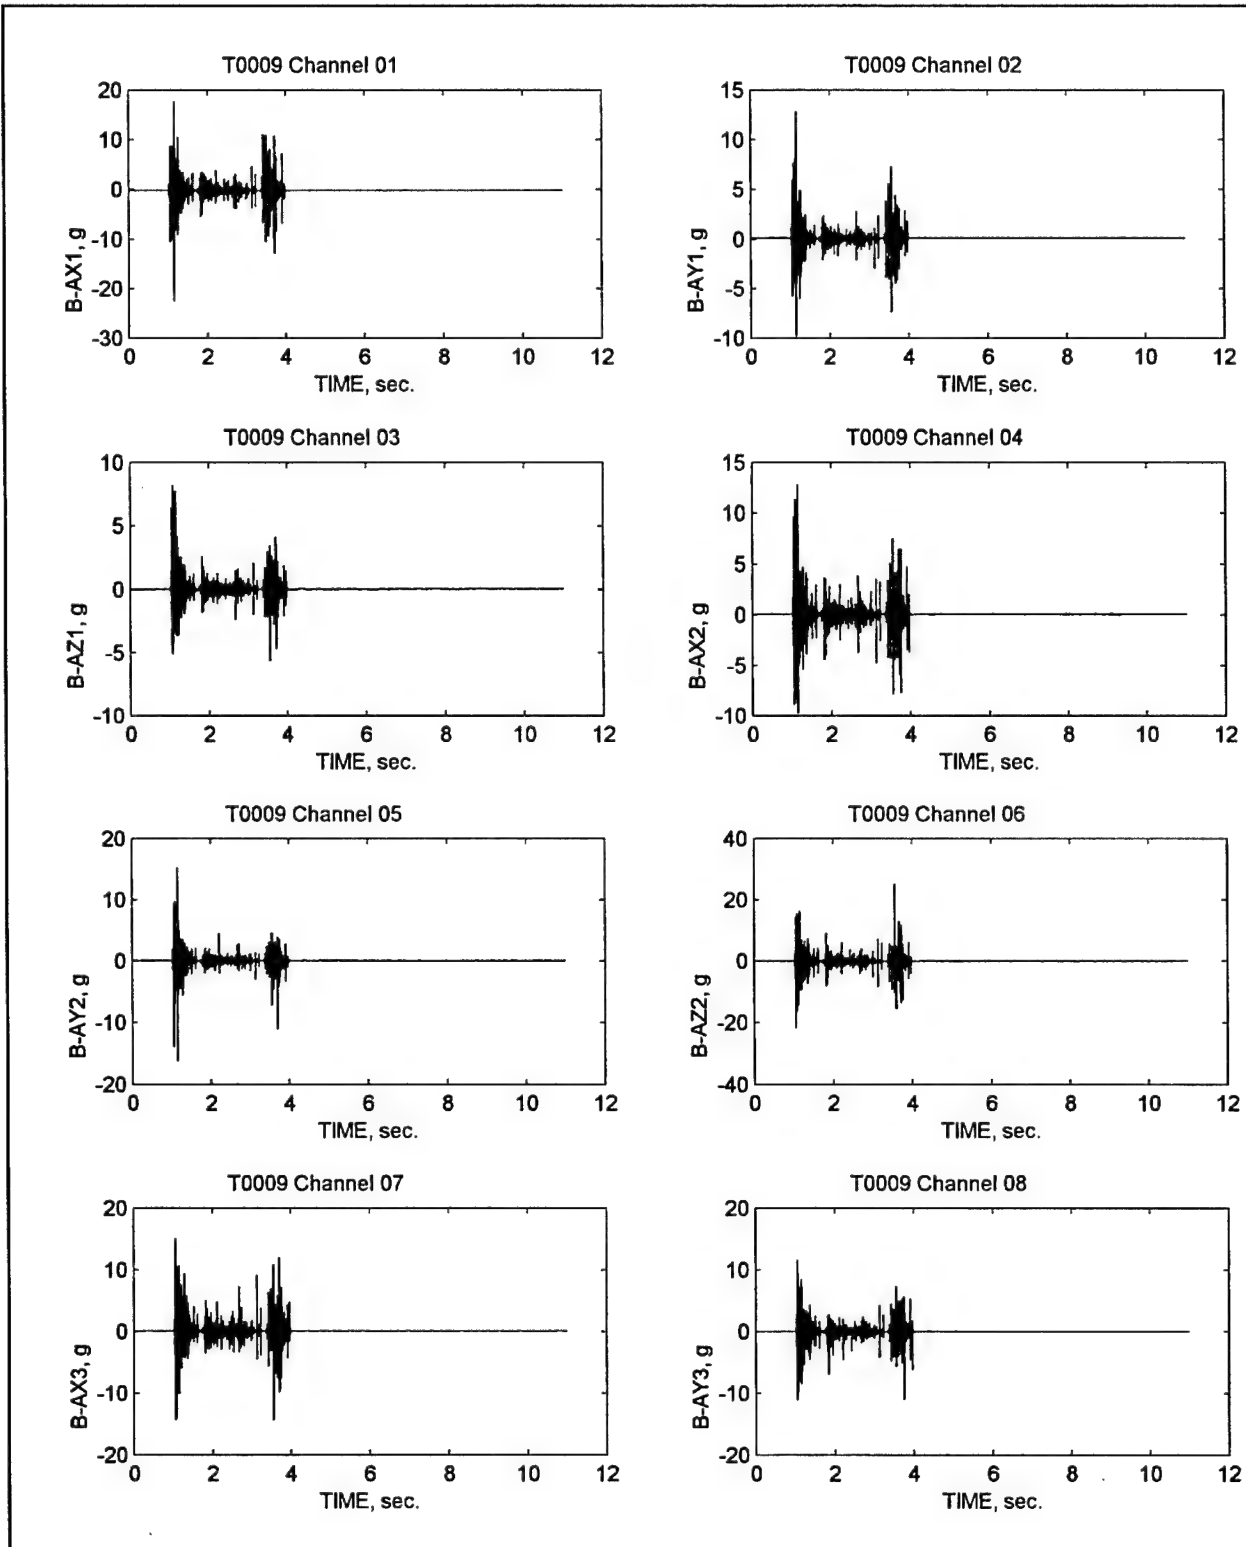 T0009 Channel 01
20
10
0
-10
-20
-30
B-AX1, g
0 2 4 6 8 10 12
TIME, sec.
T0009 Channel 02
15
10
5
0
-5
-10
B-AY1, g
0 2 4 6 8 10 12
TIME, sec.
T0009 Channel 03
10
5
0
-5
-10
B-AZ1, g
0 2 4 6 8 10 12
TIME, sec.
T0009 Channel 04
15
10
5
0
-5
-10
B-AX2, g
0 2 4 6 8 10 12
TIME, sec.
T0009 Channel 05
20
10
0
-10
-20
B-AY2, g
0 2 4 6 8 10 12
TIME, sec.
T0009 Channel 06
40
20
0
-20
-40
B-AZ2, g
0 2 4 6 8 10 12
TIME, sec.
T0009 Channel 07
20
10
0
-10
-20
B-AX3, g
0 2 4 6 8 10 12
TIME, sec.
T0009 Channel 08
20
10
0
-10
-20
B-AY3, g
0 2 4 6 8 10 12
TIME, sec.